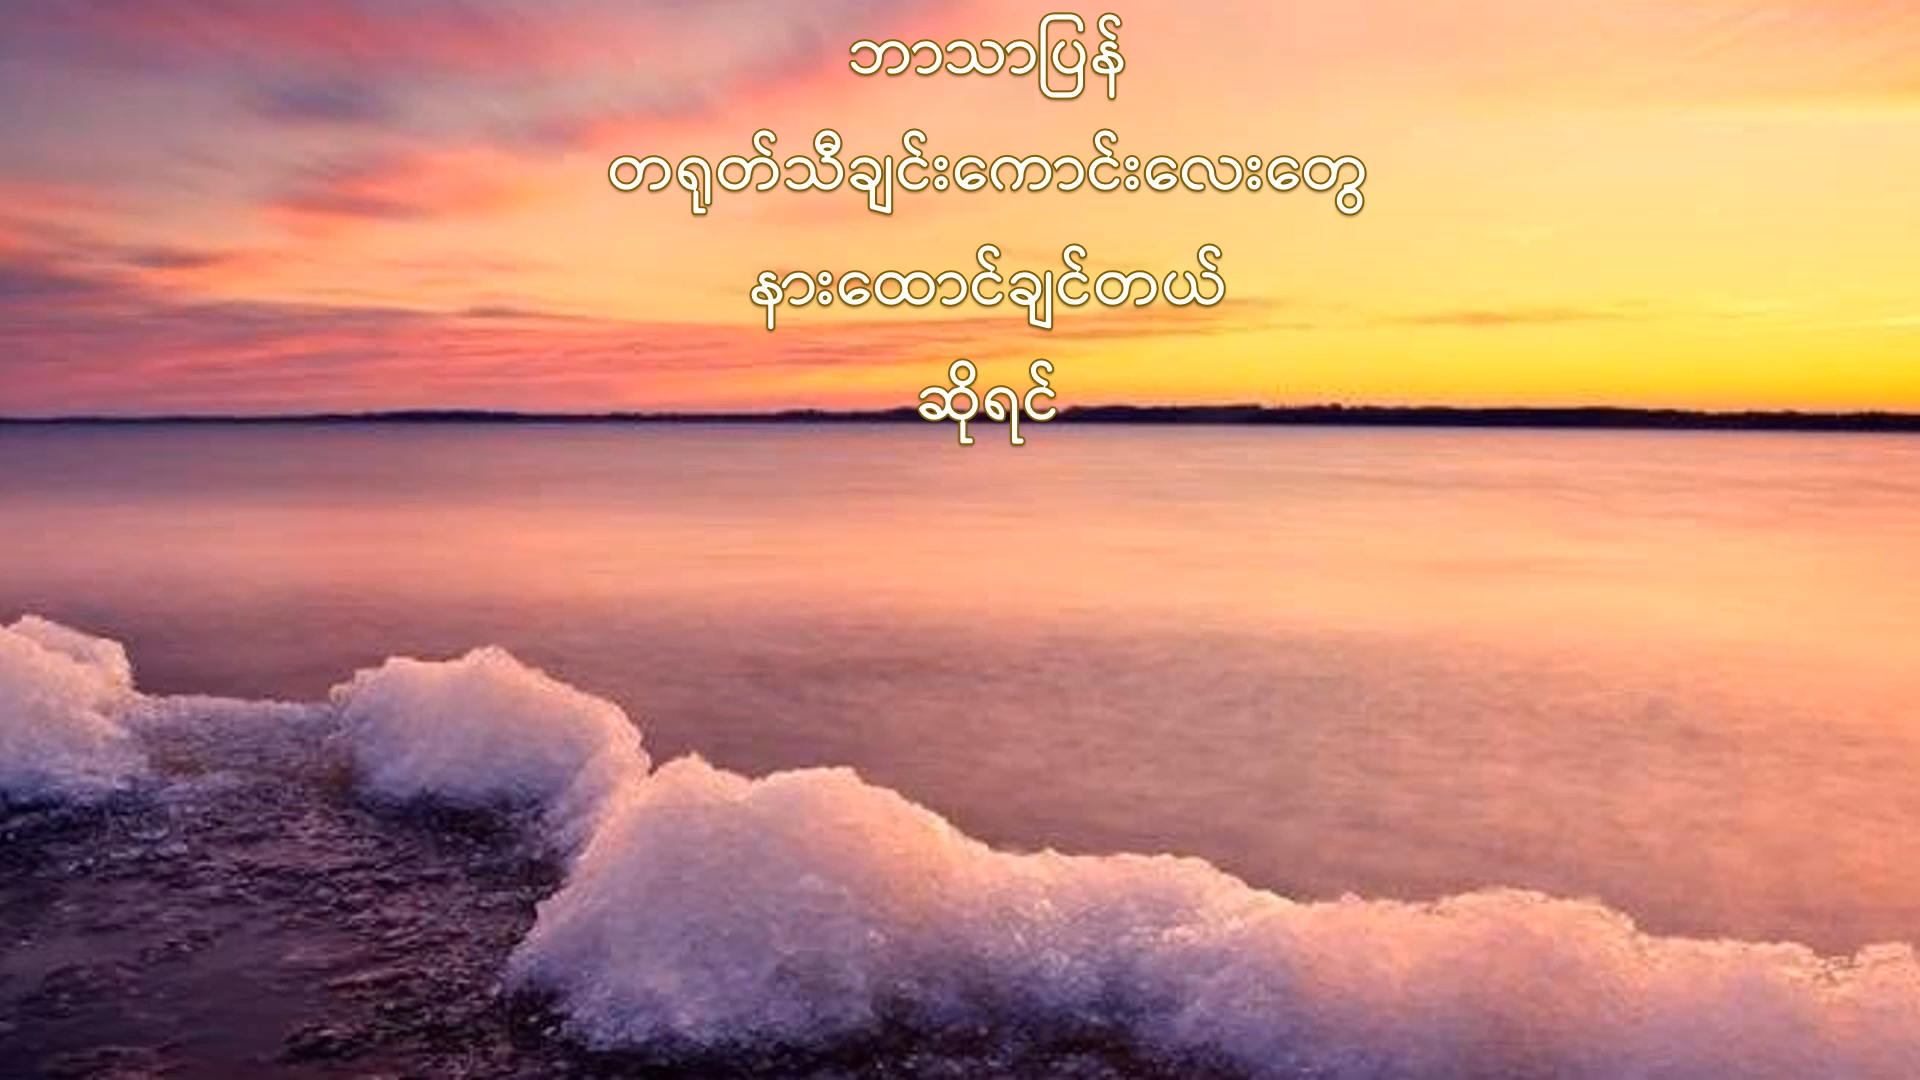 ဘာသာပြန်
တရုတ်သီချင်းကောင်းလေးတွေ
နားထောင်ချင်တယ်
ဆိုရင်